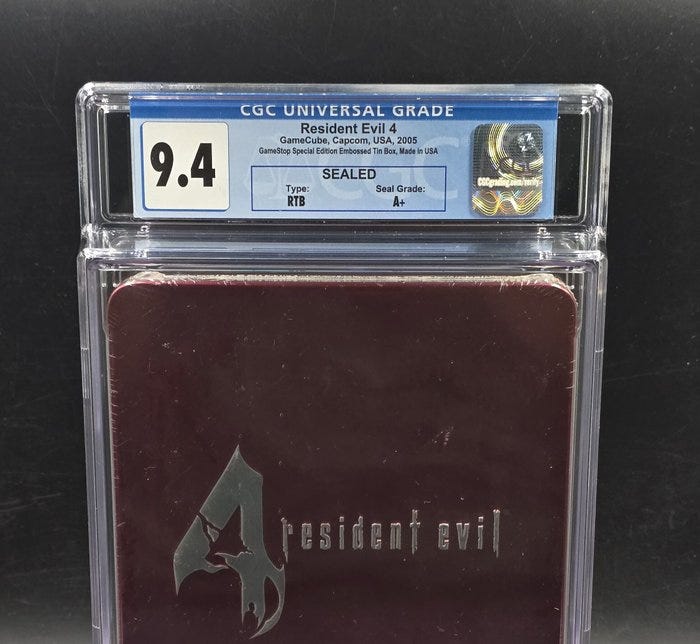 CGC UNIVERSAL GRADE
9.4
Resident Evil 4
GameCube, Capcom, USA, 2005
GameStop Special Edition Embossed Tin Box, Made in USA
SEALED
Type: Seal Grade:
RTB A+
4 resident evil